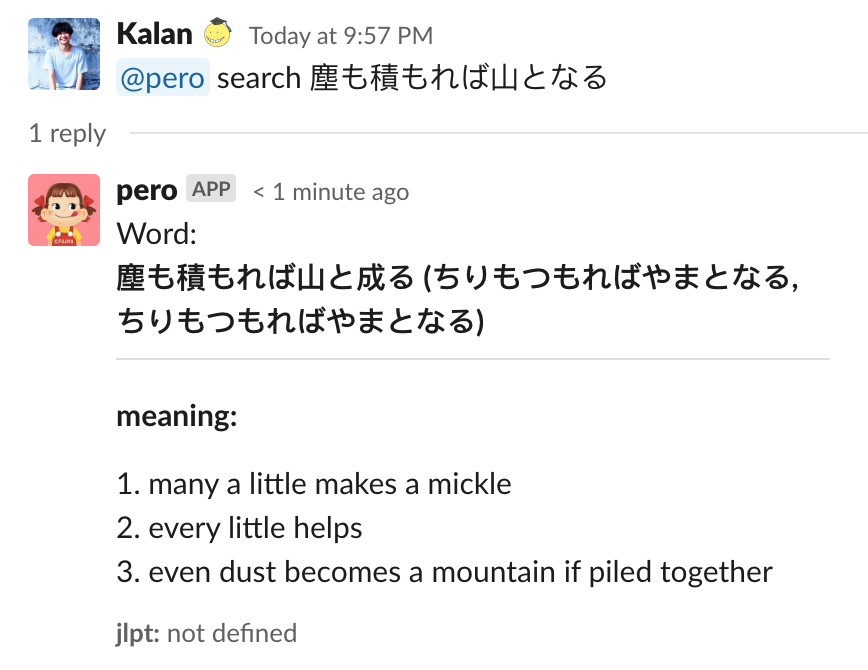 Kalan Today at 9:57 PM
@pero search 塵も積もれば山となる
1 reply
pero APP < 1 minute ago
Word:
塵も積もれば山と成る (ちりもつもればやまとなる,
ちりもつもればやまとなる)
meaning:
1. many a little makes a mickle
2. every little helps
3. even dust becomes a mountain if piled together
jlpt: not defined